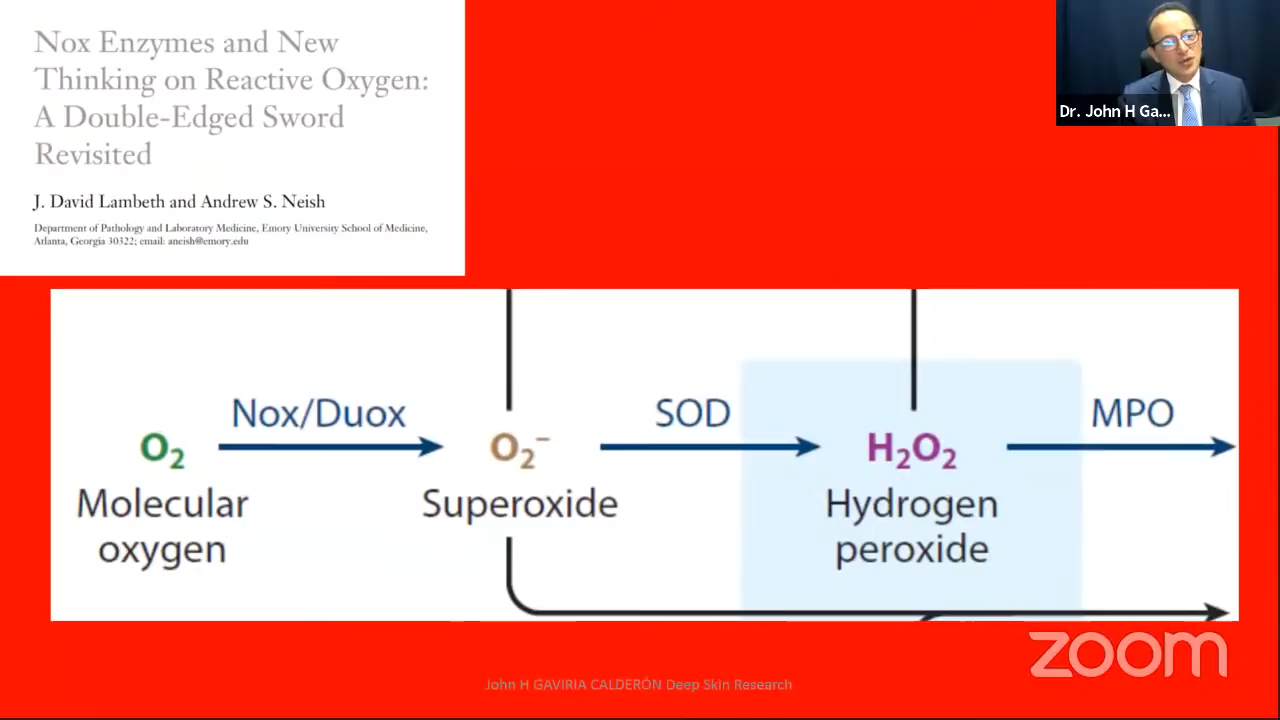 Nox Enzymes and New
Thinking on Reactive Oxygen:
A Double-Edged Sword
Revisited
J. David Lambeth and Andrew S. Neish
Department of Pathology and Laboratory Medicine, Emory University School of Medicine,
Atlanta, Georgia 30322; email: aneish@emory.edu
Dr. John H Ga...
Nox/Duox
SOD
MPO
O₂
O₂⁻
H₂O₂
Molecular
oxygen
Superoxide
Hydrogen
peroxide
zoom
John H GAVIRIA CALDERÓN Deep Skin Research